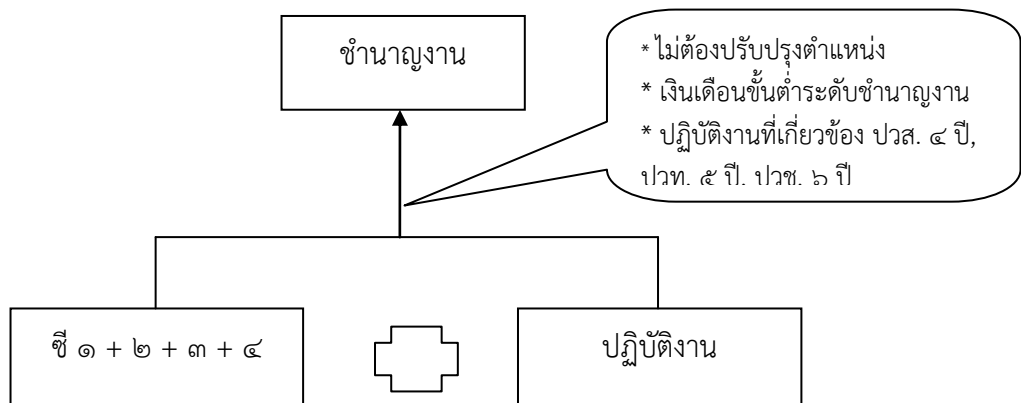 ชำนาญงาน
* ไม่ต้องปรับปรุงตำแหน่ง
* เงินเดือนขั้นต่ำระดับชำนาญงาน
* ปฏิบัติงานที่เกี่ยวข้อง ปวส. ๔ ปี,
ปวท. ๕ ปี, ปวช. ๖ ปี
ซี ๑ + ๒ + ๓ + ๔
ปฏิบัติงาน